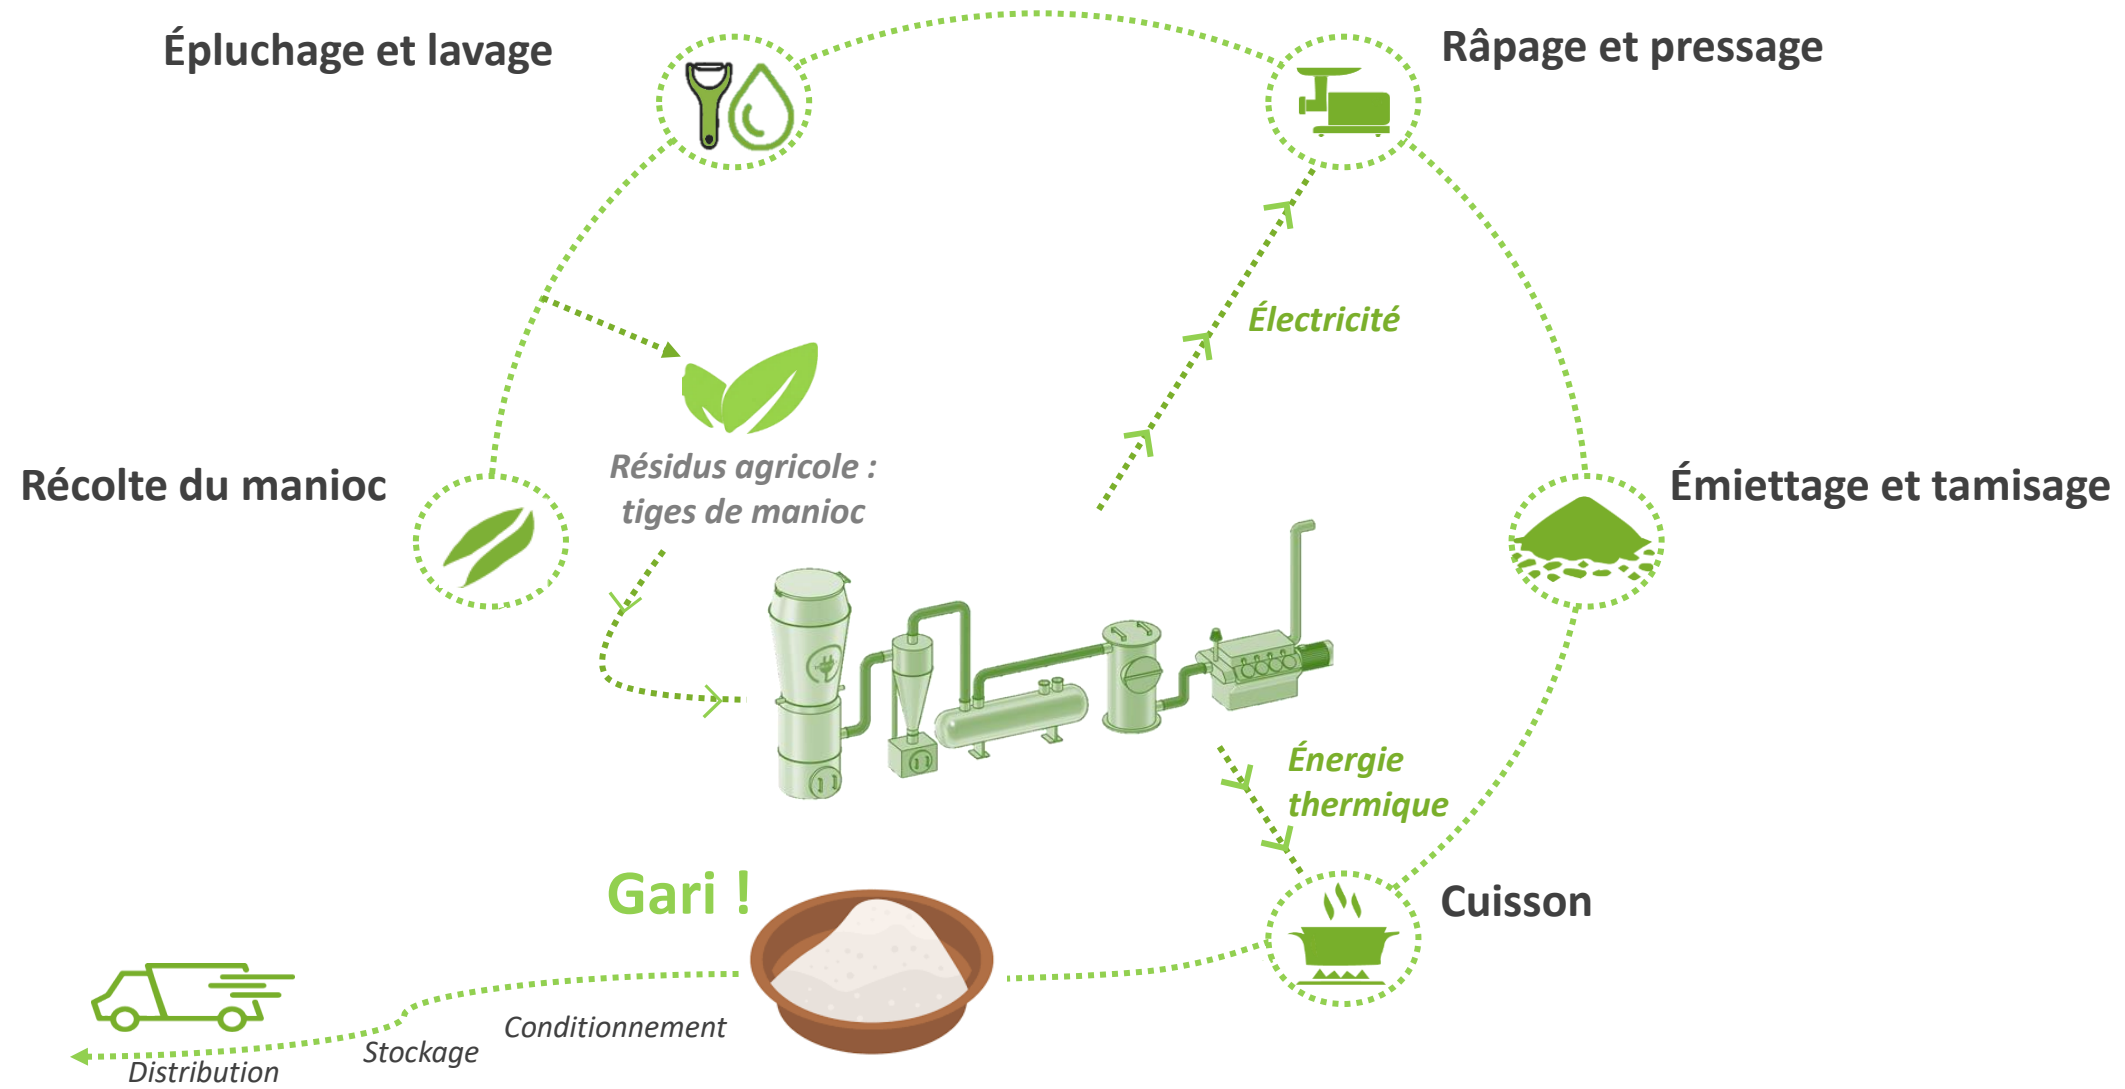 Épluchage et lavage
Râpage et pressage
Électricité
Résidus agricole :
tiges de manioc
Récolte du manioc
Émiettage et tamisage
Énergie
thermique
Gari !
Cuisson
Conditionnement
Stockage
Distribution